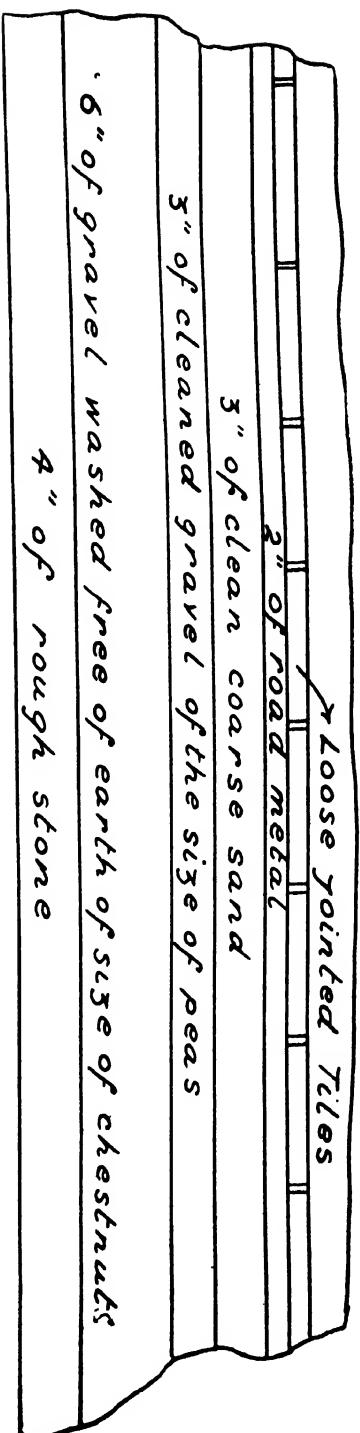 Loose jointed Tiles
2" of road metal
3" of clean coarse sand
3" of cleaned gravel of the size of peas
6" of gravel washed free of earth of size of chestnuts
4" of rough stone